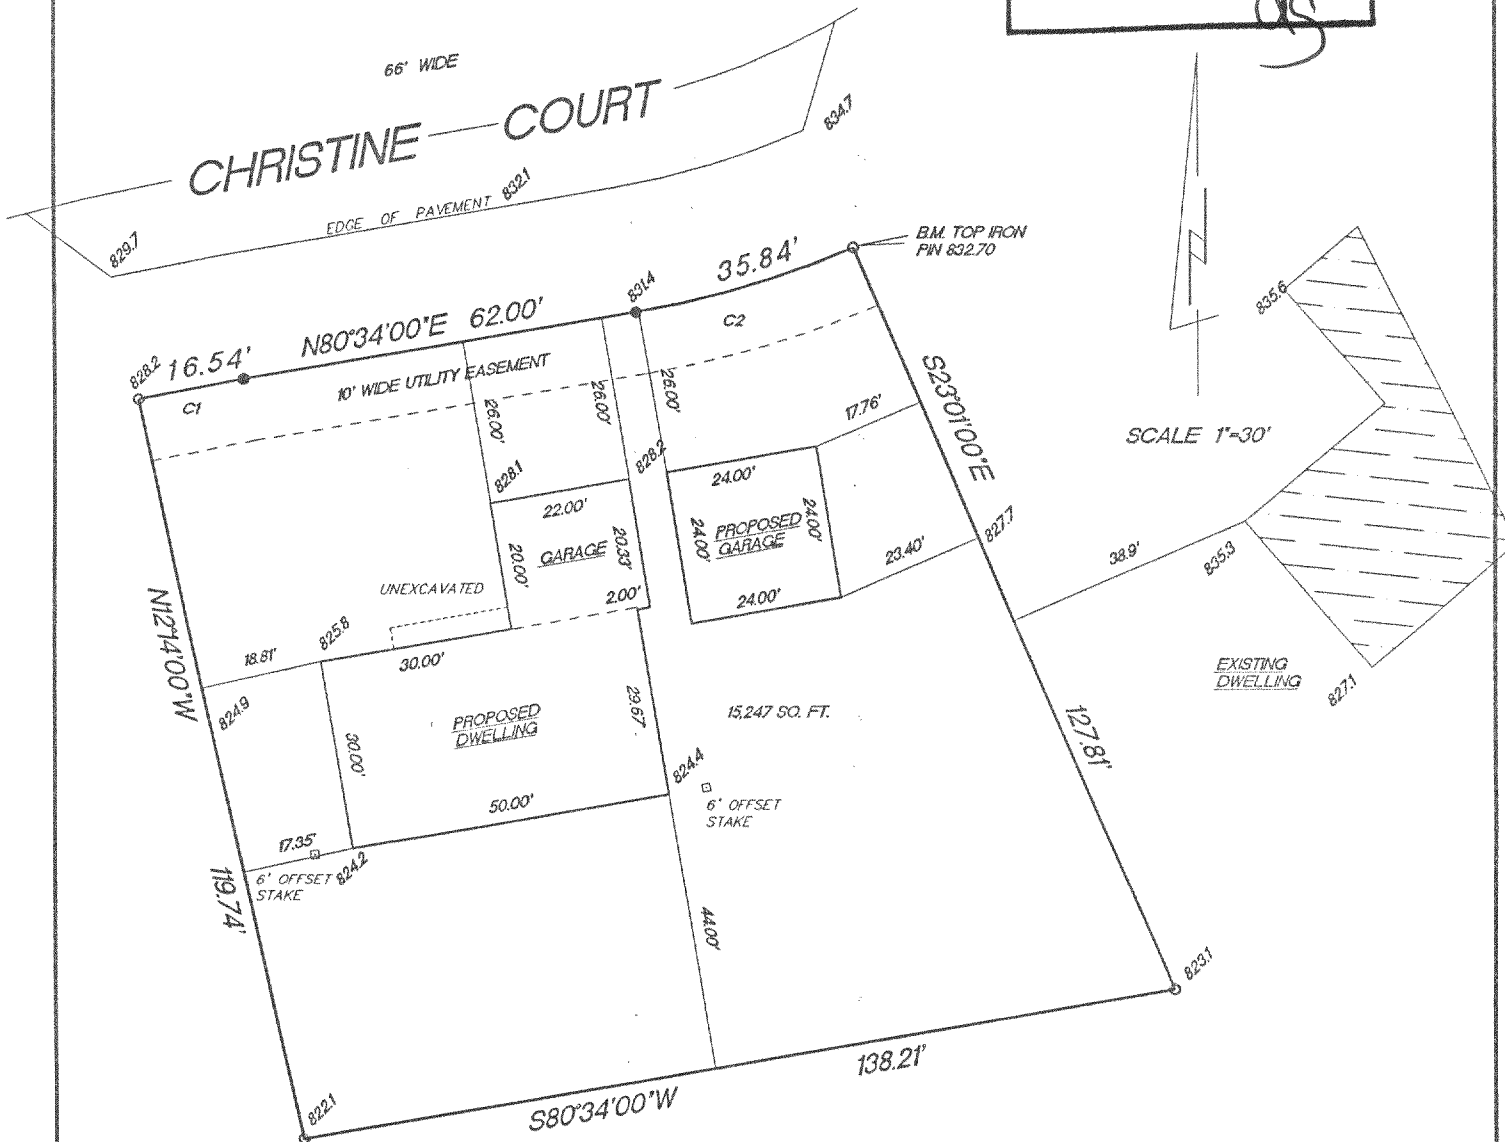 66' WIDE
CHRISTINE COURT
834.7
EDGE OF PAVEMENT 832.1
829.7
B.M. TOP IRON
PIN 832.70
35.84'
831.4
N80°34'00"E 62.00'
16.54'
828.2
C1
C2
10' WIDE UTILITY EASEMENT
26.00'
26.00'
26.00'
835.6
S23°01'00"E
17.76'
SCALE 1"=30'
828.1
828.2
24.00'
22.00'
24.00'
PROPOSED
GARAGE
24.00'
GARAGE
20.00'
20.33'
23.40'
827.7
38.9'
835.3
UNEXCAVATED
2.00'
24.00'
N12°14'00"W
18.81'
825.8
30.00'
824.9
29.67'
EXISTING
DWELLING
827.1
PROPOSED
DWELLING
15,247 SQ. FT.
30.00'
127.81'
824.4
50.00'
6' OFFSET
STAKE
17.35'
824.2
6' OFFSET
STAKE
119.74'
44.00'
823.1
138.21'
S80°34'00"W
822.1